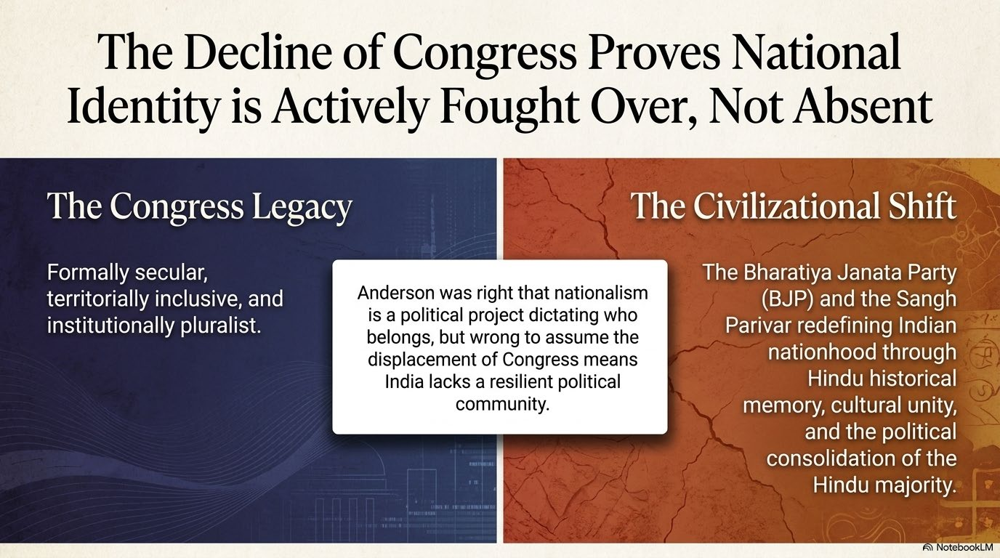 The Decline of Congress Proves National
Identity is Actively Fought Over, Not Absent
The Congress Legacy
Formally secular,
territorially inclusive, and
institutionally pluralist.
Anderson was right that nationalism
is a political project dictating who
belongs, but wrong to assume the
displacement of Congress means
India lacks a resilient political
community.
The Civilizational Shift
The Bharatiya Janata Party
(BJP) and the Sangh
Parivar redefining Indian
nationhood through
Hindu historical
memory, cultural unity,
and the political
consolidation of the
Hindu majority.
NotebookLM